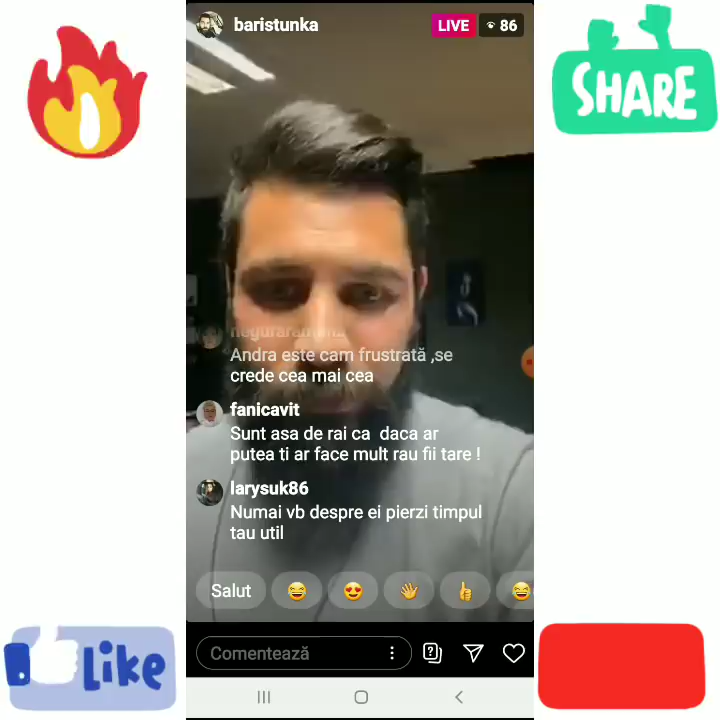 baristunka
LIVE
86
SHARE
Andra este cam frustrată ,se
crede cea mai cea
fanicavit
Sunt asa de rai ca daca ar
putea ti ar face mult rau fii tare !
larysuk86
Numai vb despre ei pierzi timpul
tau util
Salut
Comentează
Like